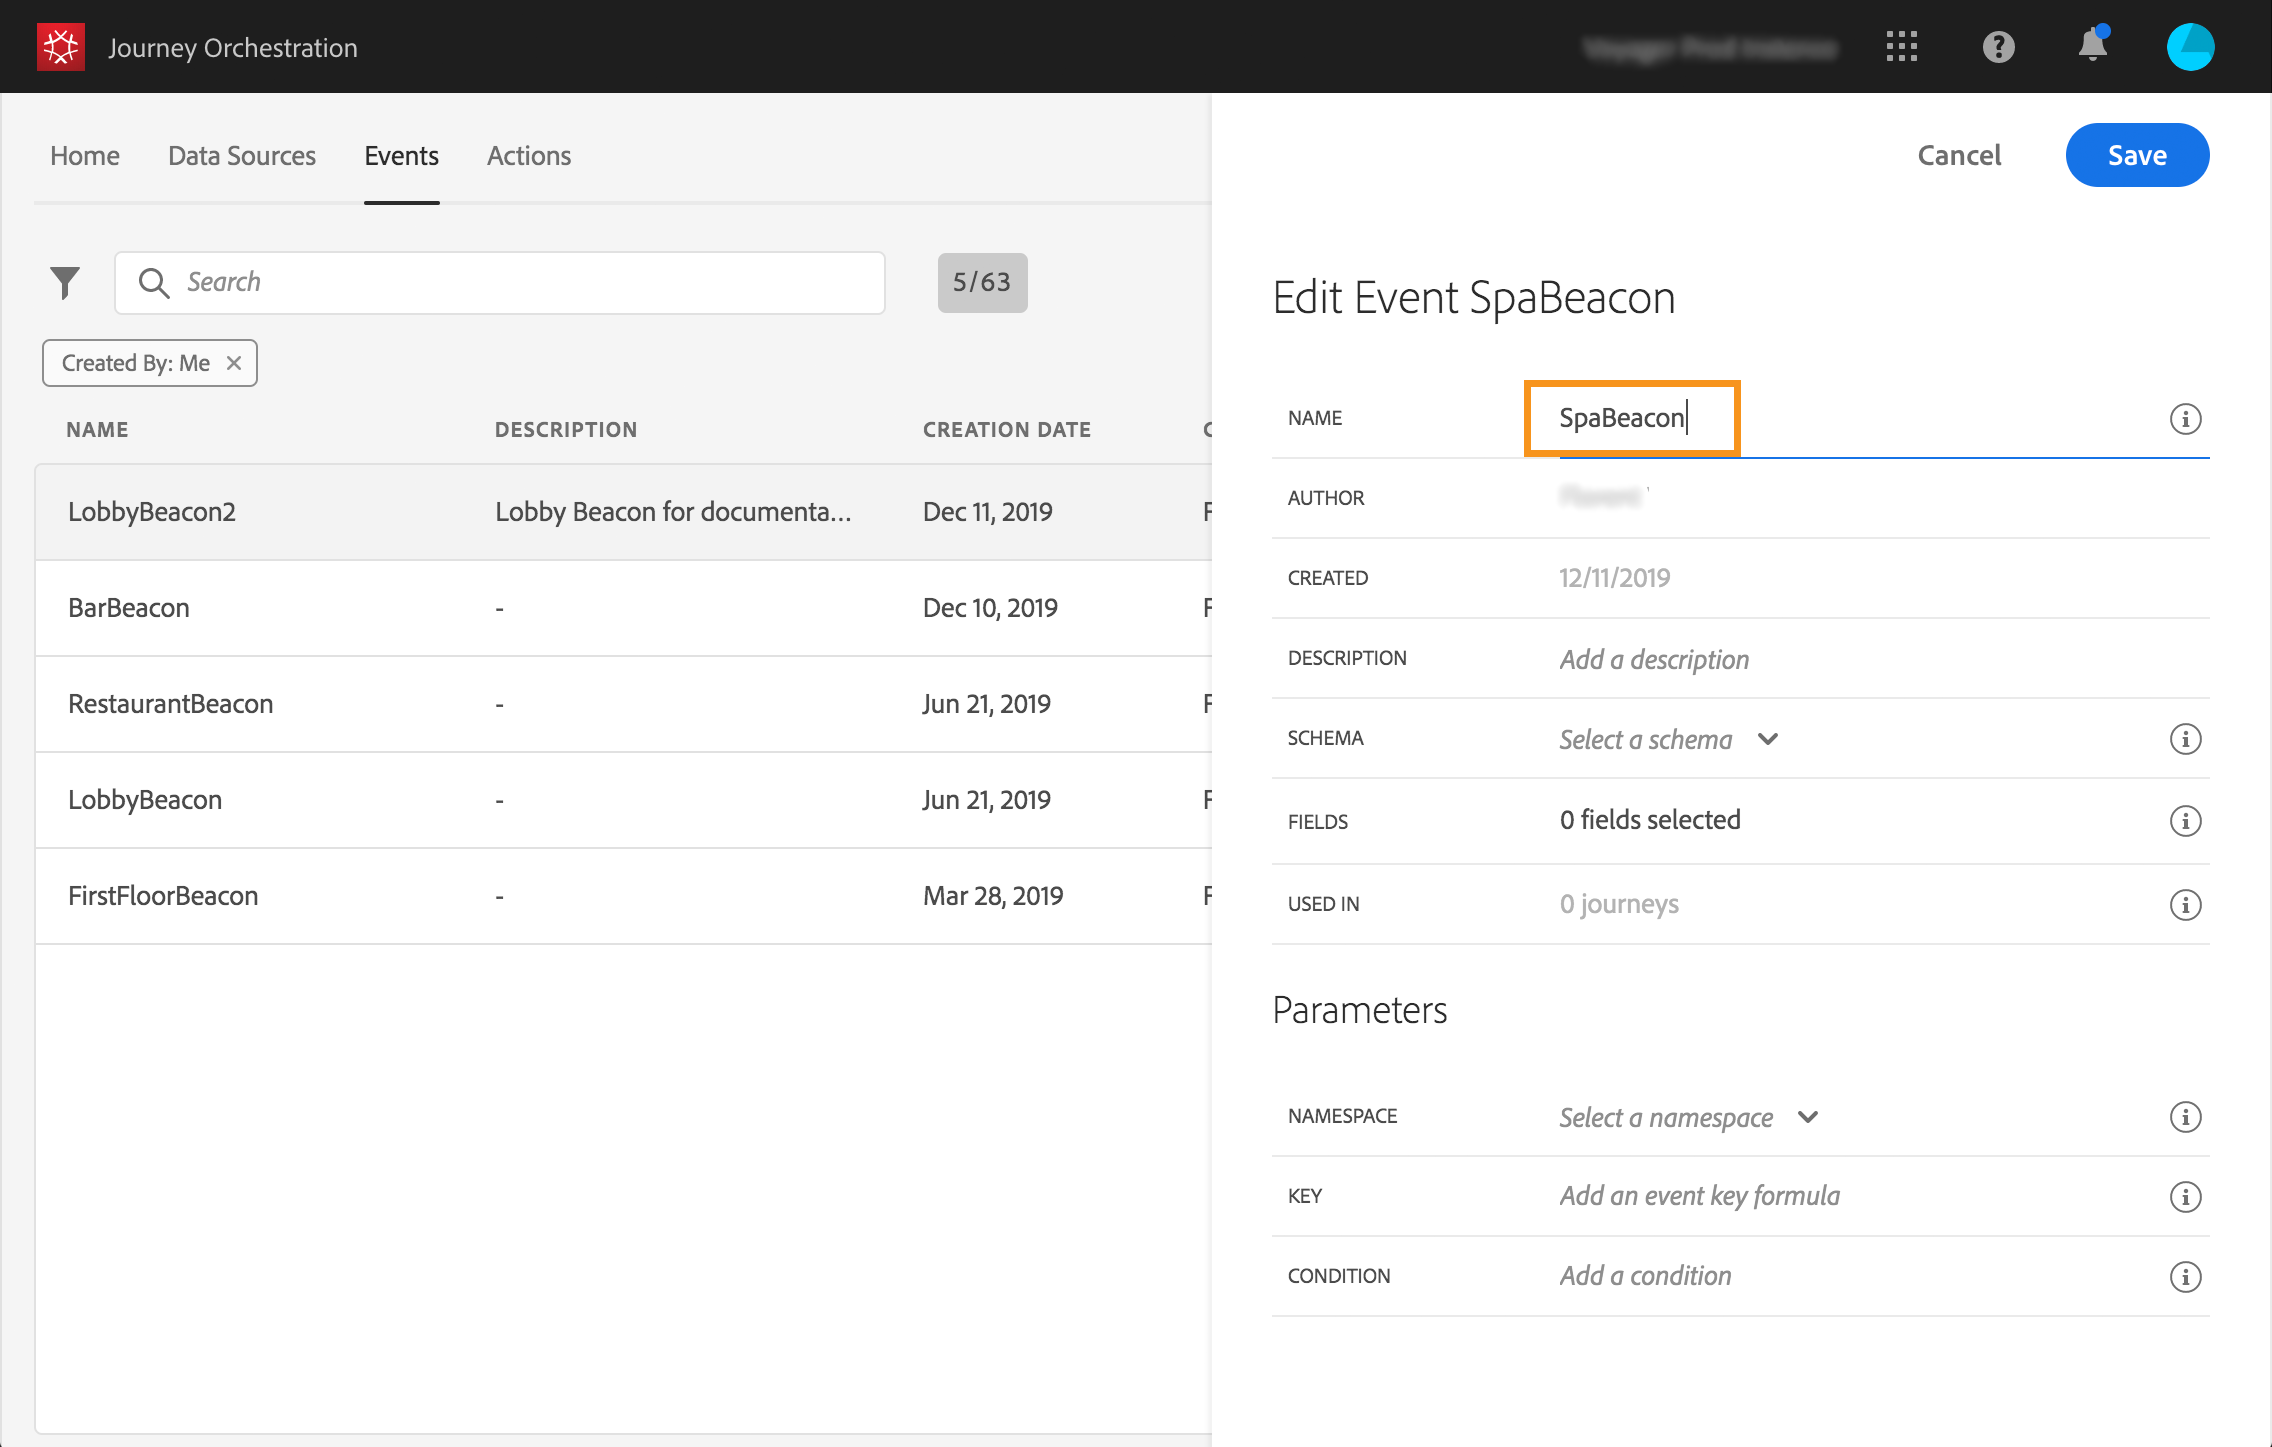 Journey Orchestration
Home Data Sources Events Actions
Cancel Save
Search 5/63
Created By: Me
NAME DESCRIPTION CREATION DATE
LobbyBeacon2 Lobby Beacon for documenta... Dec 11, 2019
BarBeacon - Dec 10, 2019
RestaurantBeacon - Jun 21, 2019
LobbyBeacon - Jun 21, 2019
FirstFloorBeacon - Mar 28, 2019
Edit Event SpaBeacon
NAME SpaBeacon
AUTHOR
CREATED 12/11/2019
DESCRIPTION Add a description
SCHEMA Select a schema
FIELDS 0 fields selected
USED IN 0 journeys
Parameters
NAMESPACE Select a namespace
KEY Add an event key formula
CONDITION Add a condition